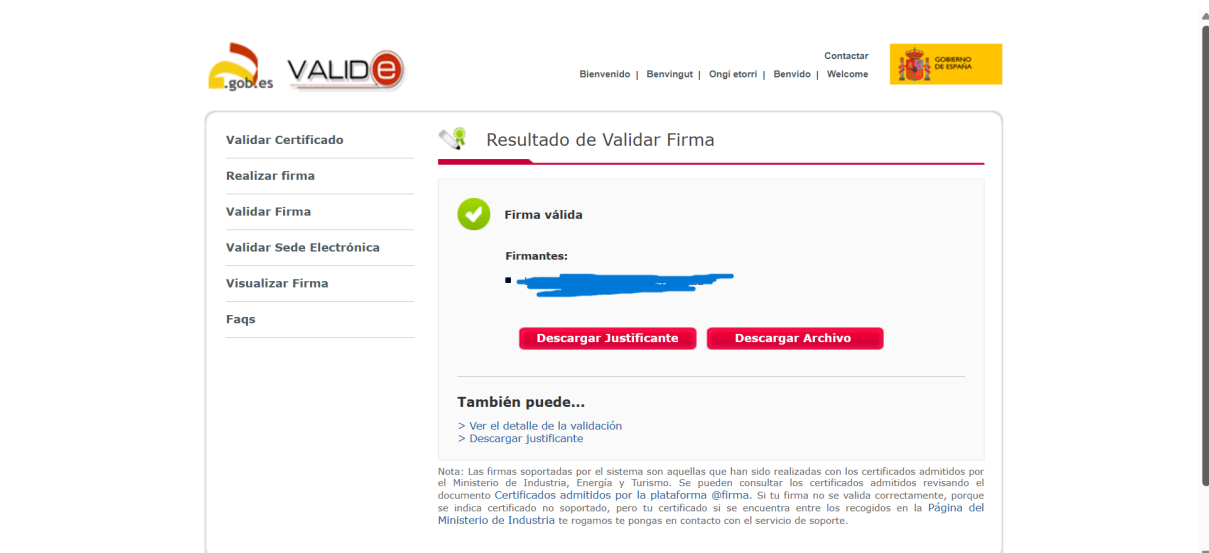 .gob.es
VALIDe
Contactar
Bienvenido | Benvingut | Ongi etorri | Benvido | Welcome
GOBIERNO
DE ESPAÑA
Validar Certificado
Realizar firma
Validar Firma
Validar Sede Electrónica
Visualizar Firma
Faqs
Resultado de Validar Firma
Firma válida
Firmantes:
Descargar Justificante
Descargar Archivo
También puede...
> Ver el detalle de la validación
> Descargar justificante
Nota: Las firmas soportadas por el sistema son aquellas que han sido realizadas con los certificados admitidos por
el Ministerio de Industria, Energía y Turismo. Se pueden consultar los certificados admitidos revisando el
documento Certificados admitidos por la plataforma @firma. Si tu firma no se valida correctamente, porque
se indica certificado no soportado, pero tu certificado si se encuentra entre los recogidos en la Página del
Ministerio de Industria te rogamos te pongas en contacto con el servicio de soporte.